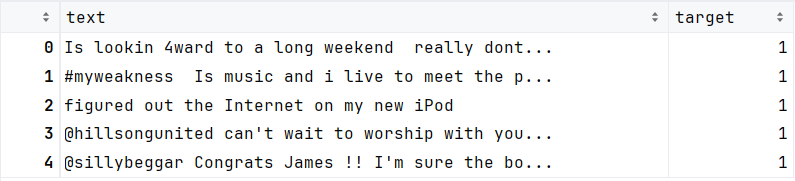 text target
0 Is lookin 4ward to a long weekend  really dont... 1
1 #myweakness  Is music and i live to meet the p... 1
2 figured out the Internet on my new iPod 1
3 @hillsongunited can't wait to worship with you... 1
4 @sillybeggar Congrats James !! I'm sure the bo... 1